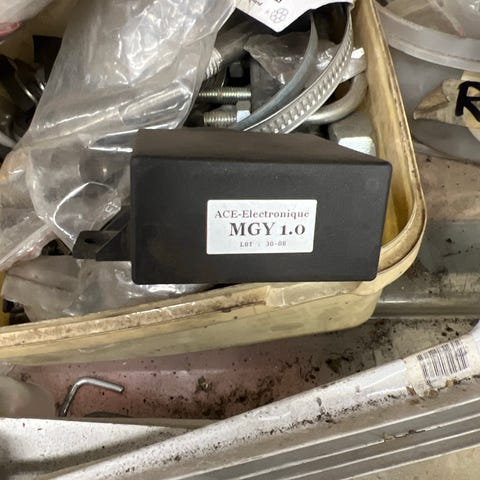 ACE-Electronique
MGY 1.0
LOT : 30-08
R